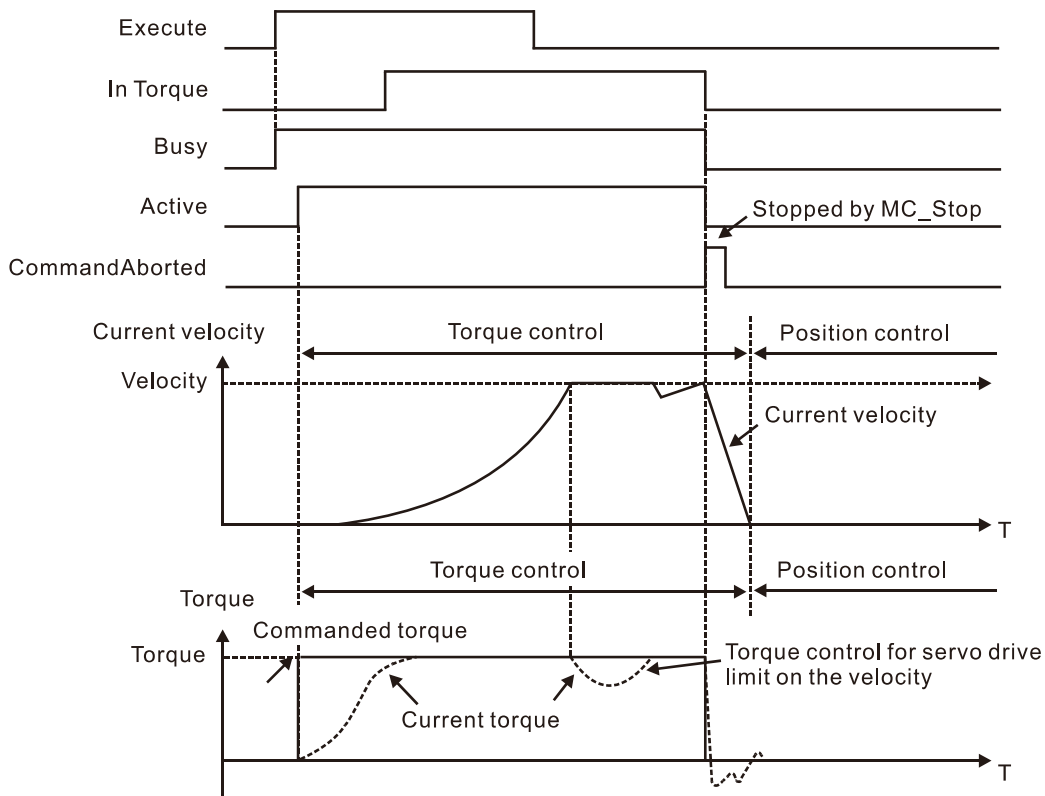 Execute
In Torque
Busy
Active
Stopped by MC_Stop
CommandAborted
Current velocity
Torque control
Position control
Velocity
Current velocity
T
Torque control
Position control
Torque
Commanded torque
Torque
Torque control for servo drive
limit on the velocity
Current torque
T